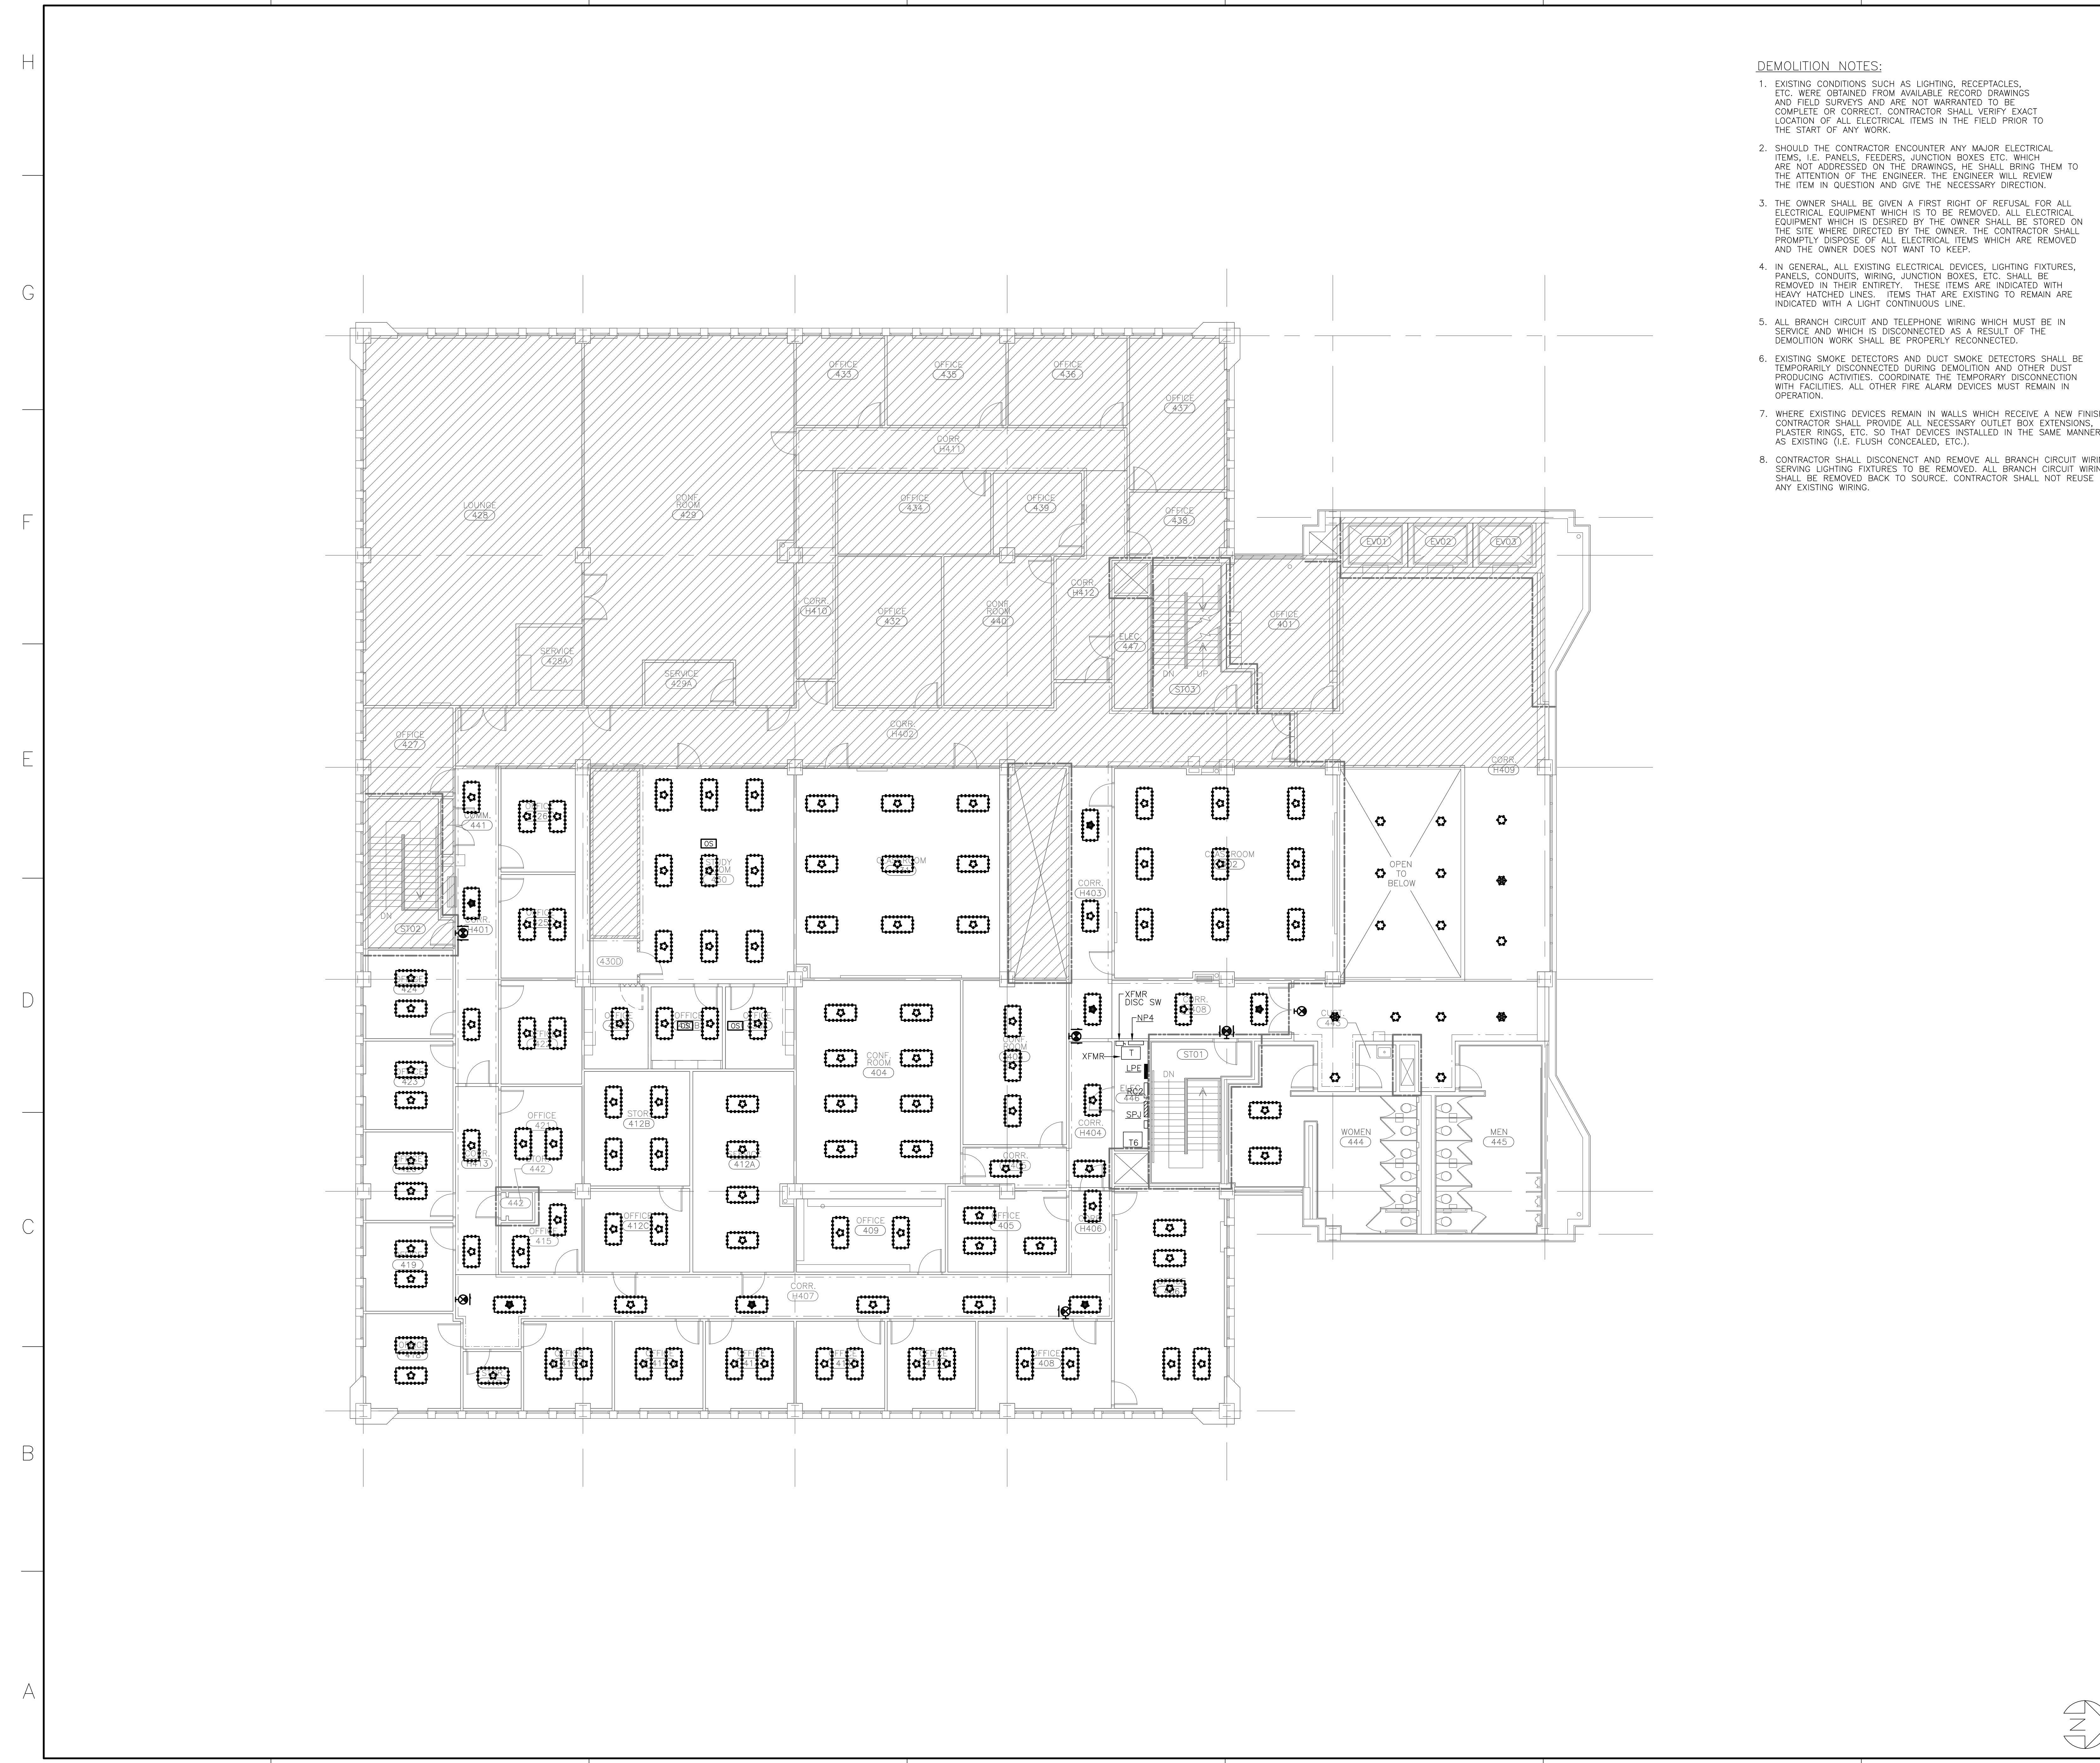 H
G
F
E
D
C
B
A
DEMOLITION NOTES:
1. EXISTING CONDITIONS SUCH AS LIGHTING, RECEPTACLES,
ETC. WERE OBTAINED FROM AVAILABLE RECORD DRAWINGS
AND FIELD SURVEYS AND ARE NOT WARRANTED TO BE
COMPLETE OR CORRECT. CONTRACTOR SHALL VERIFY EXACT
LOCATION OF ALL ELECTRICAL ITEMS IN THE FIELD PRIOR TO
THE START OF ANY WORK.
2. SHOULD THE CONTRACTOR ENCOUNTER ANY MAJOR ELECTRICAL
ITEMS, I.E. PANELS, FEEDERS, JUNCTION BOXES ETC. WHICH
ARE NOT ADDRESSED ON THE DRAWINGS, HE SHALL BRING THEM TO
THE ATTENTION OF THE ENGINEER. THE ENGINEER WILL REVIEW
THE ITEM IN QUESTION AND GIVE THE NECESSARY DIRECTION.
3. THE OWNER SHALL BE GIVEN A FIRST RIGHT OF REFUSAL FOR ALL
ELECTRICAL EQUIPMENT WHICH IS TO BE REMOVED. ALL ELECTRICAL
EQUIPMENT WHICH IS DESIRED BY THE OWNER SHALL BE STORED ON
THE SITE WHERE DIRECTED BY THE OWNER. THE CONTRACTOR SHALL
PROMPTLY DISPOSE OF ALL ELECTRICAL ITEMS WHICH ARE REMOVED
AND THE OWNER DOES NOT WANT TO KEEP.
4. IN GENERAL, ALL EXISTING ELECTRICAL DEVICES, LIGHTING FIXTURES,
PANELS, CONDUITS, WIRING, JUNCTION BOXES, ETC. SHALL BE
REMOVED IN THEIR ENTIRETY. THESE ITEMS ARE INDICATED WITH
HEAVY HATCHED LINES. ITEMS THAT ARE EXISTING TO REMAIN ARE
INDICATED WITH A LIGHT CONTINUOUS LINE.
5. ALL BRANCH CIRCUIT AND TELEPHONE WIRING WHICH MUST BE IN
SERVICE AND WHICH IS DISCONNECTED AS A RESULT OF THE
DEMOLITION WORK SHALL BE PROPERLY RECONNECTED.
6. EXISTING SMOKE DETECTORS AND DUCT SMOKE DETECTORS SHALL BE
TEMPORARILY DISCONNECTED DURING DEMOLITION AND OTHER DUST
PRODUCING ACTIVITIES. COORDINATE THE TEMPORARY DISCONNECTION
WITH FACILITIES. ALL OTHER FIRE ALARM DEVICES MUST REMAIN IN
OPERATION.
7. WHERE EXISTING DEVICES REMAIN IN WALLS WHICH RECEIVE A NEW
CONTRACTOR SHALL PROVIDE ALL NECESSARY OUTLET BOX EXTENSIONS,
PLASTER RINGS, ETC. SO THAT DEVICES INSTALLED IN THE SAME MANNER
AS EXISTING (I.E. FLUSH CONCEALED, ETC.).
8. CONTRACTOR SHALL DISCONENCT AND REMOVE ALL BRANCH CIRCUIT
SERVING LIGHTING FIXTURES TO BE REMOVED. ALL BRANCH CIRCUIT
SHALL BE REMOVED BACK TO SOURCE. CONTRACTOR SHALL NOT REUSE
ANY EXISTING WIRING.
OFFICE
433
OFFICE
435
OFFICE
436
OFFICE
437
CORR.
H411
LOUNGE
428
CONF.
ROOM
429
OFFICE
434
OFFICE
439
OFFICE
438
EV01
EV02
EV03
CORR.
H410
OFFICE
432
CONF.
ROOM
440
CORR.
H412
OFFICE
401
ELEC.
447
SERVICE
428A
SERVICE
429A
DN
UP
ST03
OFFICE
427
CORR.
H402
CORR.
H409
COMM.
441
OS
OPEN
TO
BELOW
CORR.
H403
DN
ST02
H401
430D
XFMR
DISC SW
NP4
XFMR
T
LPE
RC2
ELEC.
446
SPJ
T6
ST01
DN
443
OS
OS
CONF.
ROOM
404
423
OFFICE
421
STOR.
412B
412A
442
442
H413
CORR.
H404
CORR.
WOMEN
444
MEN
445
OFFICE
415
OFFICE
412C
OFFICE
409
OFFICE
405
H406
419
CORR.
H407
OFFICE
408
N